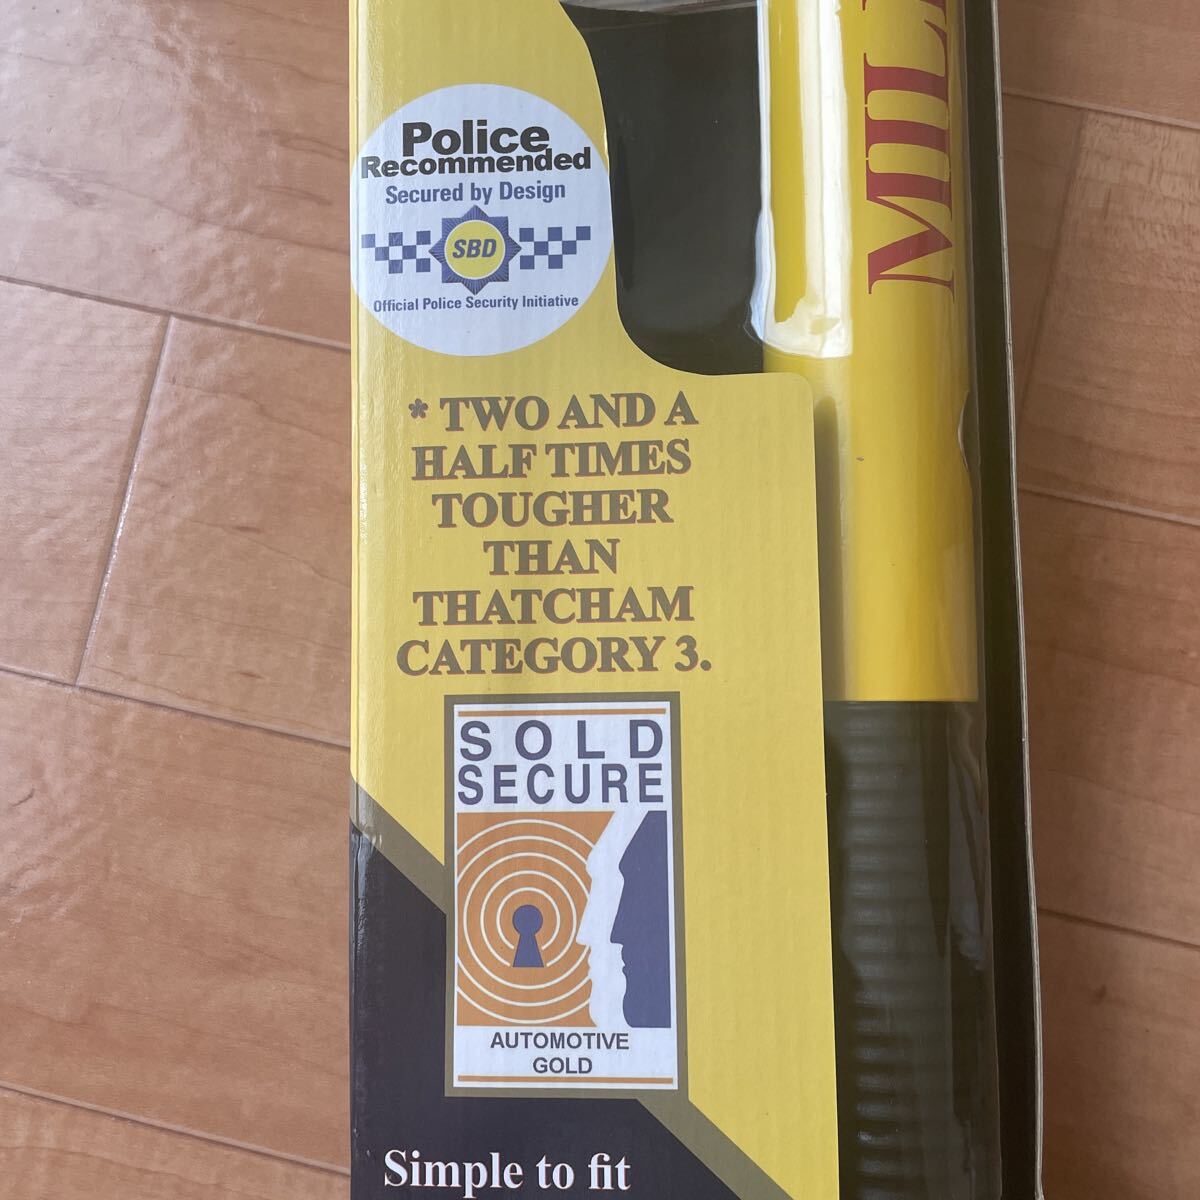 Police
Recommended
Secured by Design
SBD
Official Police Security Initiative
* TWO AND A
HALF TIMES
TOUGHER
THAN
THATCHAM
CATEGORY 3.
SOLD
SECURE
AUTOMOTIVE
GOLD
Simple to fit